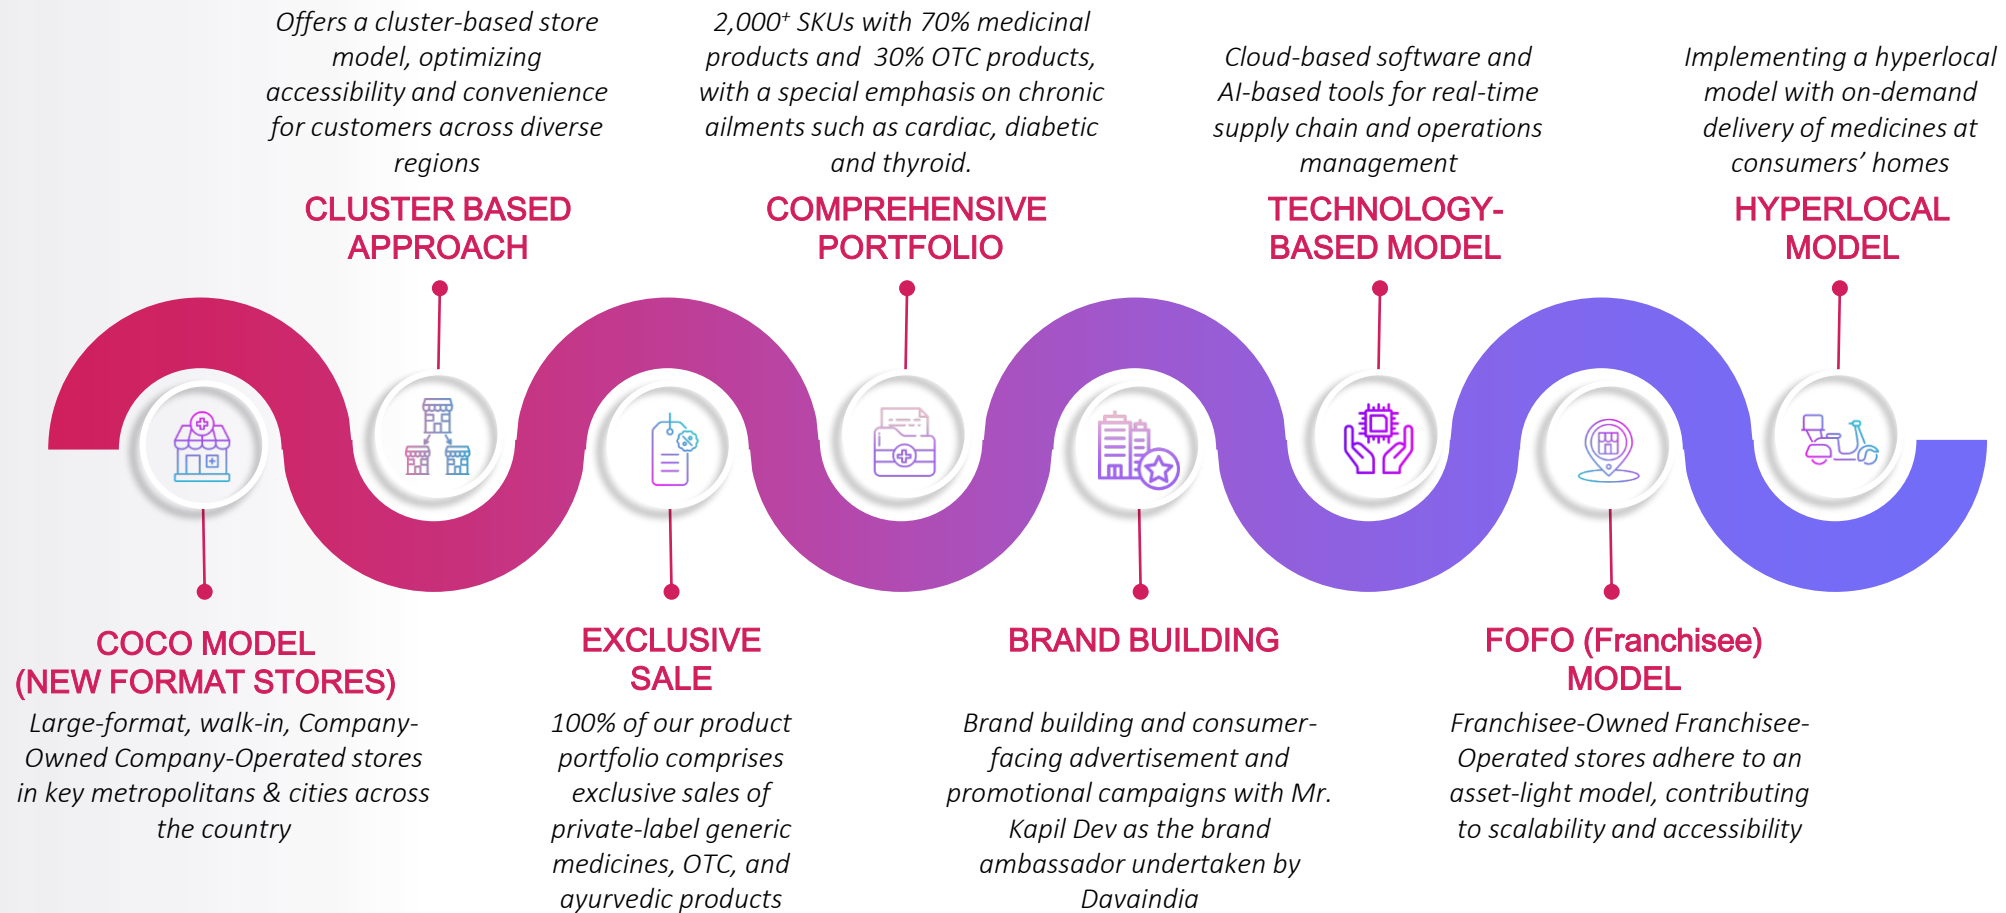 Offers a cluster-based store
model, optimizing
accessibility and convenience
for customers across diverse
regions
CLUSTER BASED
APPROACH
2,000⁺ SKUs with 70% medicinal
products and  30% OTC products,
with a special emphasis on chronic
ailments such as cardiac, diabetic
and thyroid.
COMPREHENSIVE
PORTFOLIO
Cloud-based software and
AI-based tools for real-time
supply chain and operations
management
TECHNOLOGY-
BASED MODEL
Implementing a hyperlocal
model with on-demand
delivery of medicines at
consumers’ homes
HYPERLOCAL
MODEL
COCO MODEL
(NEW FORMAT STORES)
Large-format, walk-in, Company-
Owned Company-Operated stores
in key metropolitans & cities across
the country
EXCLUSIVE
SALE
100% of our product
portfolio comprises
exclusive sales of
private-label generic
medicines, OTC, and
ayurvedic products
BRAND BUILDING
Brand building and consumer-
facing advertisement and
promotional campaigns with Mr.
Kapil Dev as the brand
ambassador undertaken by
Davaindia
FOFO (Franchisee)
MODEL
Franchisee-Owned Franchisee-
Operated stores adhere to an
asset-light model, contributing
to scalability and accessibility